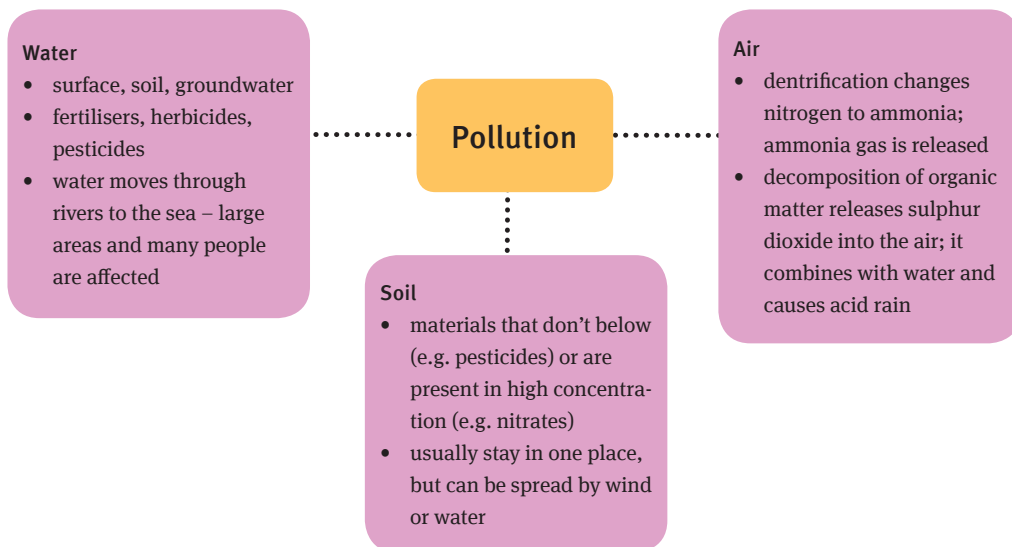 Water
• surface, soil, groundwater
• fertilisers, herbicides,
pesticides
• water moves through
rivers to the sea – large
areas and many people
are affected
Pollution
Air
• dentrification changes
nitrogen to ammonia;
ammonia gas is released
• decomposition of organic
matter releases sulphur
dioxide into the air; it
combines with water and
causes acid rain
Soil
• materials that don’t below
(e.g. pesticides) or are
present in high concentra-
tion (e.g. nitrates)
• usually stay in one place,
but can be spread by wind
or water